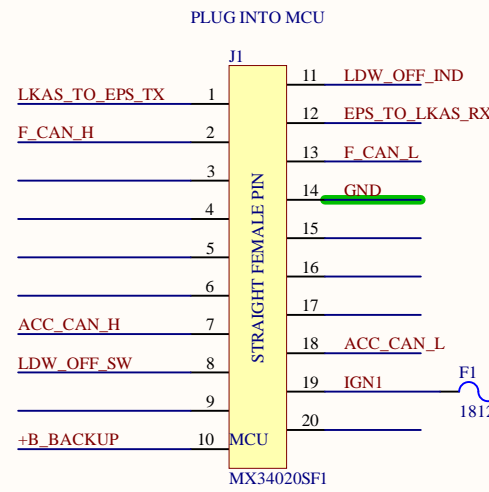 PLUG INTO MCU
J1
LKAS_TO_EPS_TX 1
F_CAN_H 2
3
4
5
6
ACC_CAN_H 7
LDW_OFF_SW 8
9
+B_BACKUP 10
STRAIGHT FEMALE PIN
MCU
11 LDW_OFF_IND
12 EPS_TO_LKAS_RX
13 F_CAN_L
14 GND
15
16
17
18 ACC_CAN_L
19 IGN1
20
F1
1812
MX34020SF1